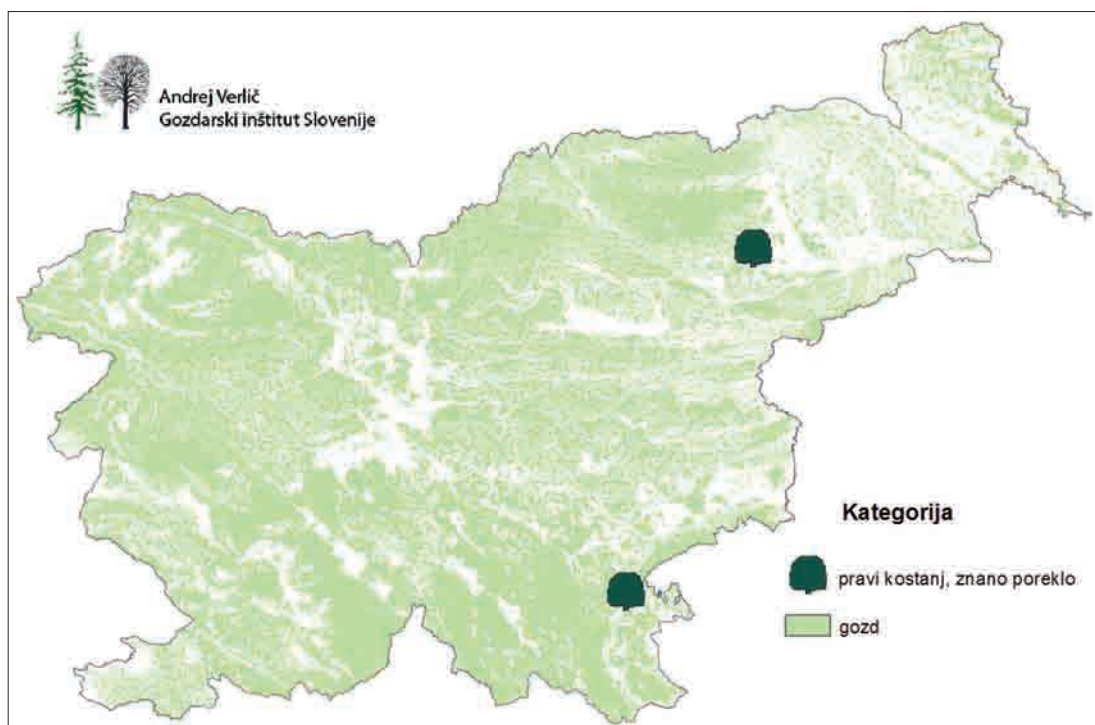 Andrej Verlič
Gozdarski inštitut Slovenije
Kategorija
pravi kostanj, znano poreklo
gozd